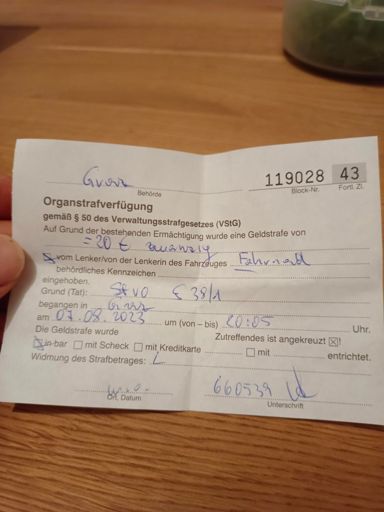 Graz 119028 43
Behörde Block-Nr. Fortl. Zl.
Organstrafverfügung
gemäß § 50 des Verwaltungsstrafgesetzes (VStG)
Auf Grund der bestehenden Ermächtigung wurde eine Geldstrafe von
= 20 € zwanzig
vom Lenker/von der Lenkerin des Fahrzeuges Fahrrad
behördliches Kennzeichen
eingehoben.
Grund (Tat): StVO § 38/1
begangen in Graz
am 07.08.2023 um (von – bis) 20:05 Uhr.
Die Geldstrafe wurde Zutreffendes ist angekreuzt ☒!
☒ in bar ☐ mit Scheck ☐ mit Kreditkarte ☐ mit entrichtet.
Widmung des Strafbetrages: L
w.o. 660539
Ort, Datum Unterschrift